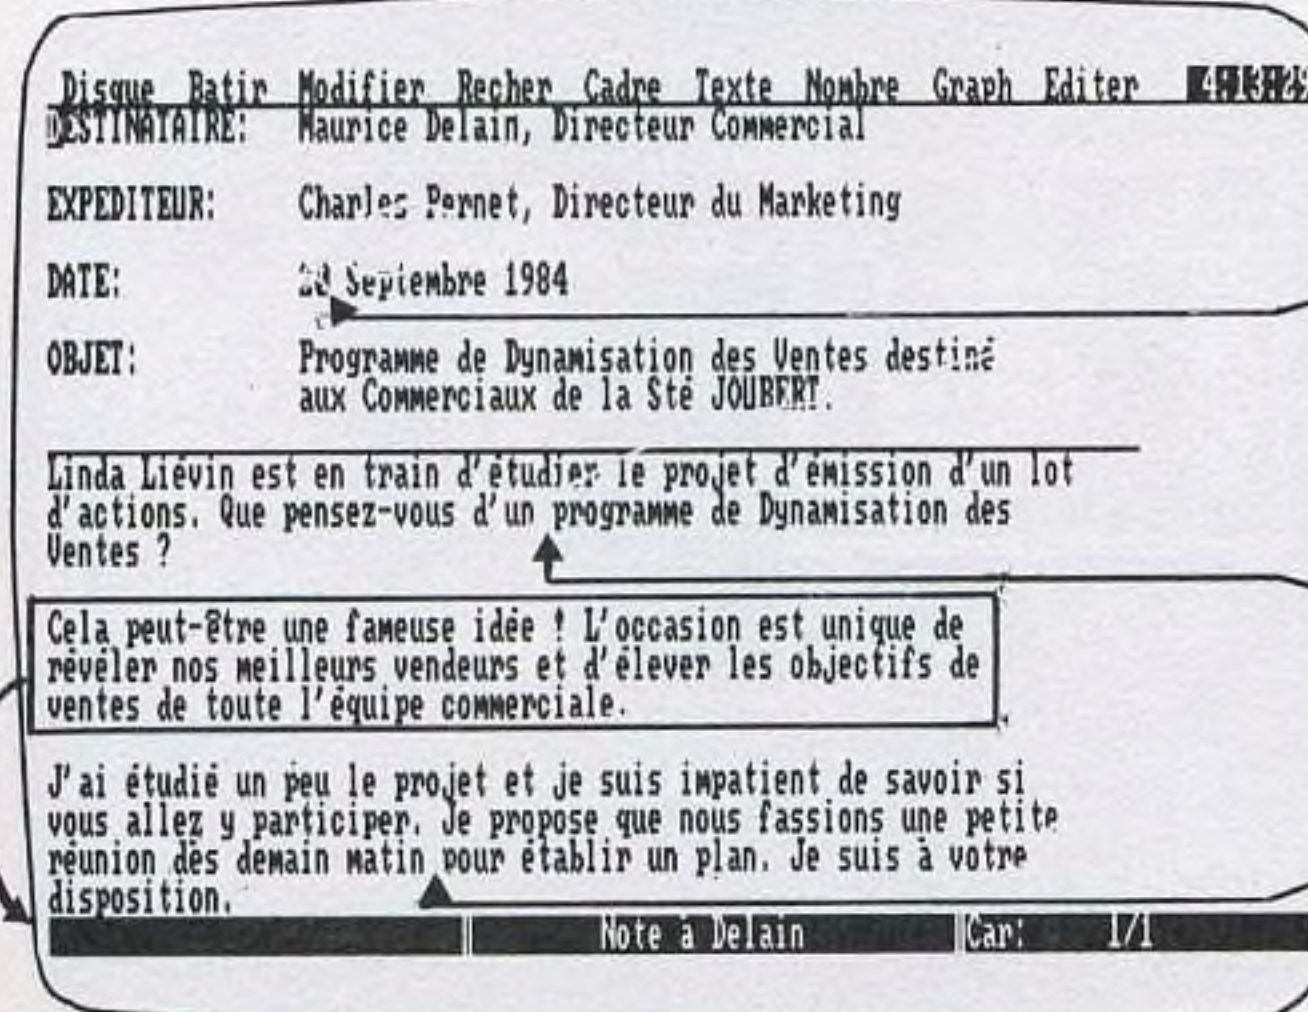 Disque Batir Modifier Recher Cadre Texte Nombre Graph Editer
DESTINATAIRE: Maurice Delain, Directeur Commercial
EXPEDITEUR: Charles Pernet, Directeur du Marketing
DATE: Septembre 1984
OBJET: Programme de Dynamisation des Ventes destiné
aux Commerciaux de la Sté JOUBERT.
Linda Liévin est en train d'étudier le projet d'émission d'un lot
d'actions. Que pensez-vous d'un programme de Dynamisation des
Ventes ?
Cela peut-être une fameuse idée ! L'occasion est unique de
révéler nos meilleurs vendeurs et d'élever les objectifs de
ventes de toute l'équipe commerciale.
J'ai étudié un peu le projet et je suis impatient de savoir si
vous allez y participer. Je propose que nous fassions une petite
réunion dès demain matin pour établir un plan. Je suis à votre
disposition.
Note à Delain Car: 1/1